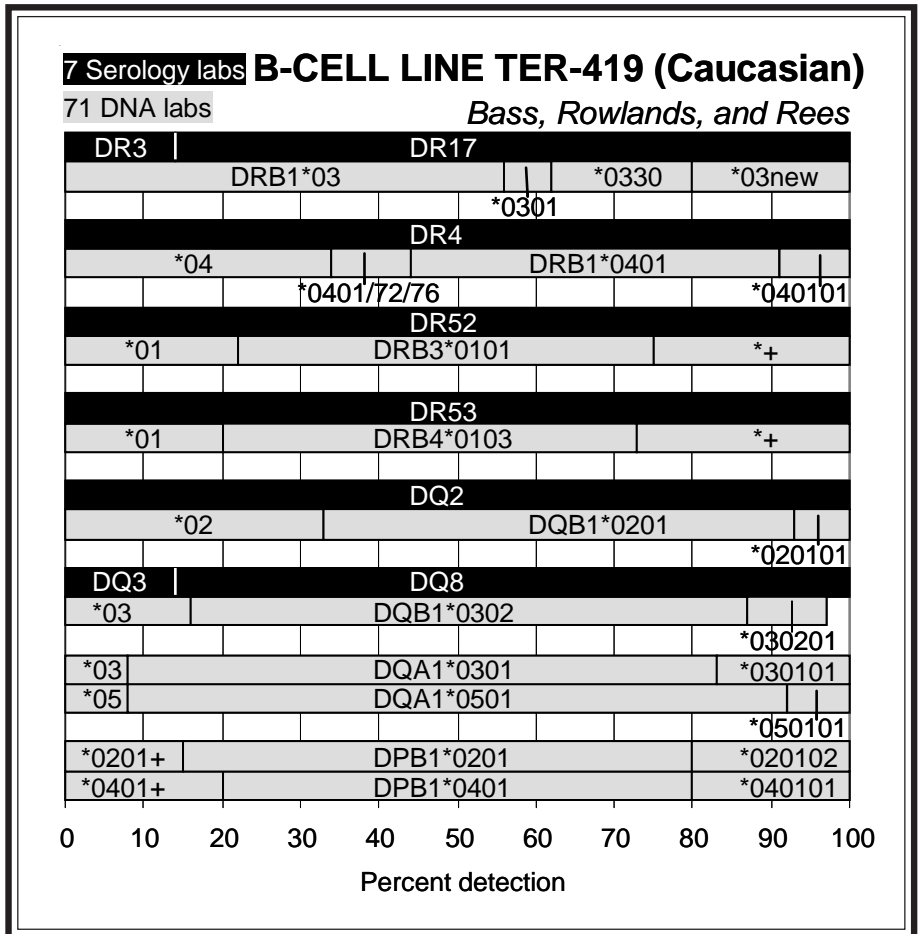 7 Serology labs B-CELL LINE TER-419 (Caucasian)
71 DNA labs Bass, Rowlands, and Rees
DR3 DR17
DRB1*03 *0330 *03new
*0301
DR4
*04 DRB1*0401
*0401/72/76 *040101
DR52
*01 DRB3*0101 *+
DR53
*01 DRB4*0103 *+
DQ2
*02 DQB1*0201
*020101
DQ3 DQ8
*03 DQB1*0302
*030201
*03 DQA1*0301 *030101
*05 DQA1*0501
*050101
*0201+ DPB1*0201 *020102
*0401+ DPB1*0401 *040101
0 10 20 30 40 50 60 70 80 90 100
Percent detection